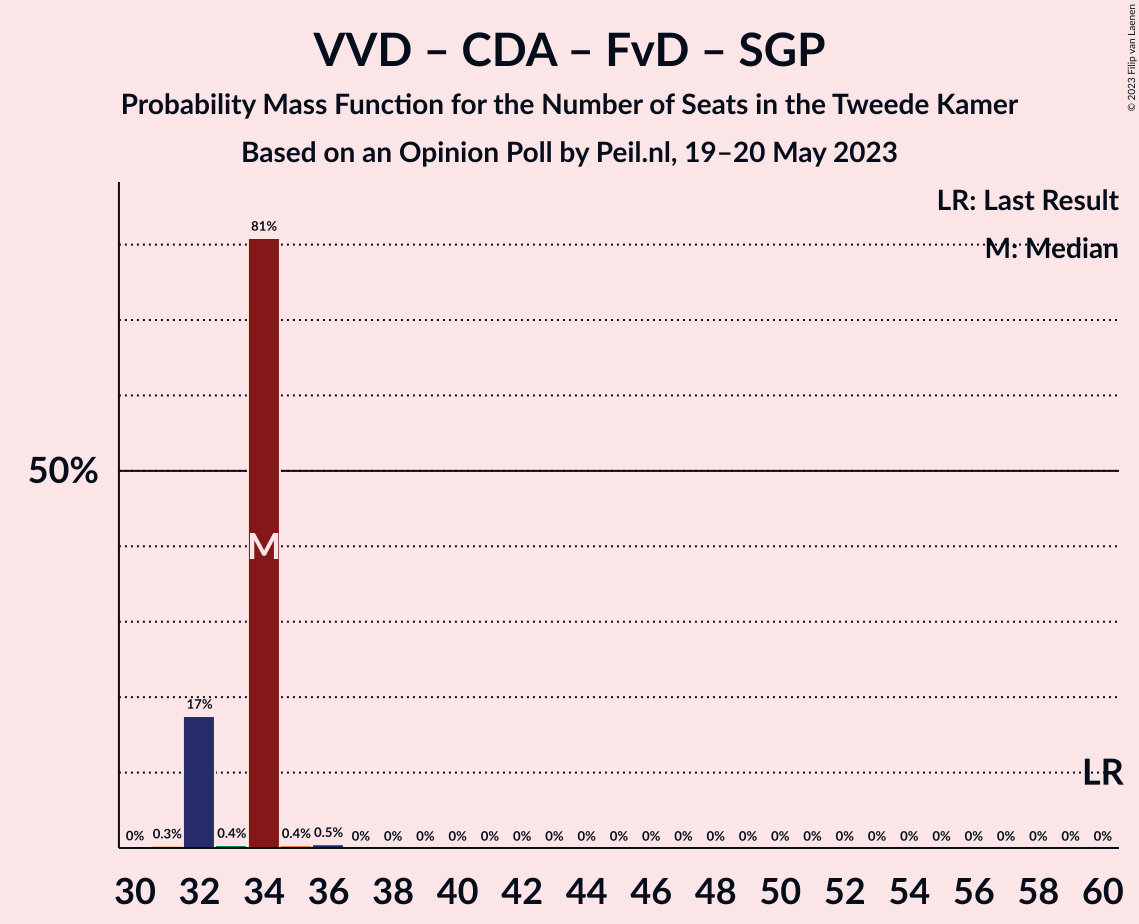 VVD – CDA – FvD – SGP
Probability Mass Function for the Number of Seats in the Tweede Kamer
Based on an Opinion Poll by Peil.nl, 19–20 May 2023
© 2023 Filip van Laenen
LR: Last Result
M: Median
81%
50%
M
17%
LR
0% 0.3% 0.4% 0.4% 0.5% 0% 0% 0% 0% 0% 0% 0% 0% 0% 0% 0% 0% 0% 0% 0% 0% 0% 0% 0% 0% 0% 0% 0% 0%
30 32 34 36 38 40 42 44 46 48 50 52 54 56 58 60